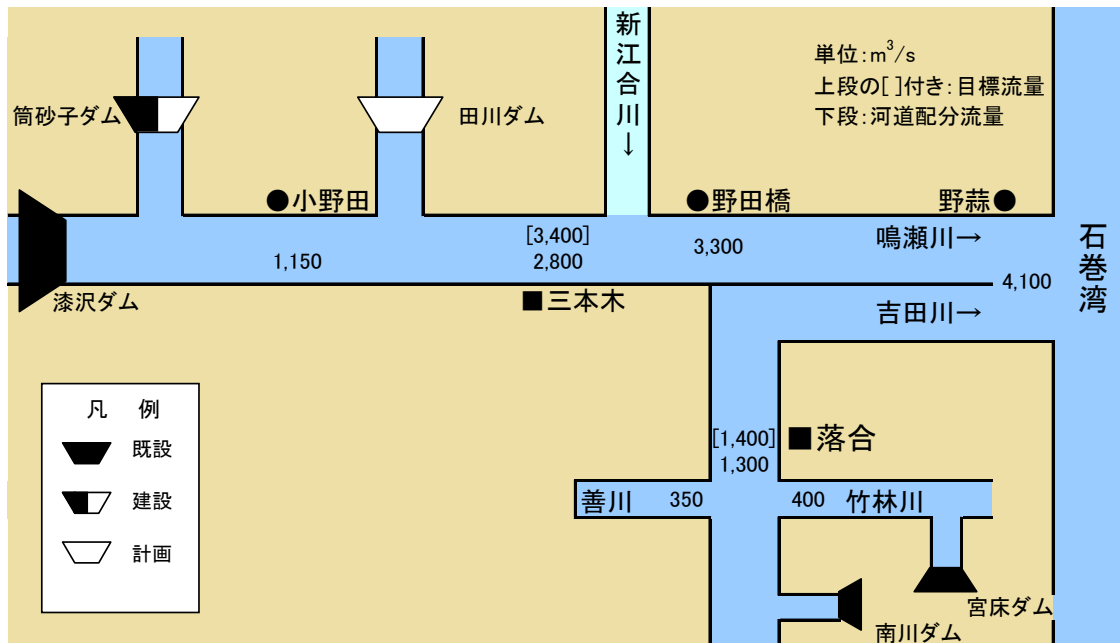 新江合川↓
単位:m³/s
上段の[ ]付き:目標流量
下段:河道配分流量
筒砂子ダム
田川ダム
●小野田
●野田橋
野蒜●
[3,400]
2,800
1,150
3,300
鳴瀬川→
4,100
石巻湾
漆沢ダム
■三本木
吉田川→
凡 例
既設
建設
計画
[1,400]
1,300
■落合
善川
350
400
竹林川
宮床ダム
南川ダム